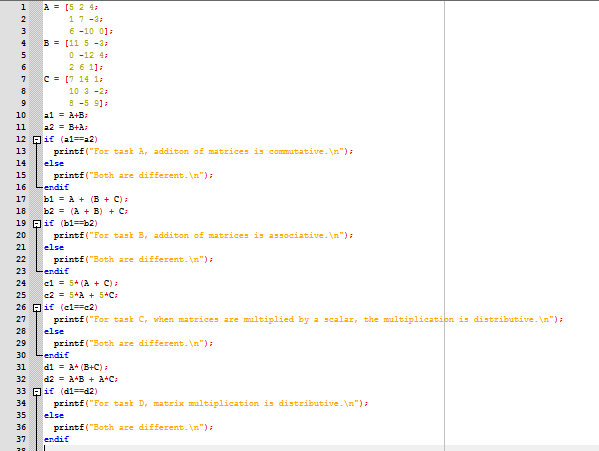 1 A = [5 2 4;
2 1 7 -3;
3 6 -10 0];
4 B = [11 5 -3;
5 0 -12 4;
6 2 6 1];
7 C = [7 14 1;
8 10 3 -2;
9 8 -5 9];
10 a1 = A+B;
11 a2 = B+A;
12 if (a1==a2)
13 printf("For task A, additon of matrices is commutative.\n");
14 else
15 printf("Both are different.\n");
16 endif
17 b1 = A + (B + C);
18 b2 = (A + B) + C;
19 if (b1==b2)
20 printf("For task B, additon of matrices is associative.\n");
21 else
22 printf("Both are different.\n");
23 endif
24 c1 = 5*(A + C);
25 c2 = 5*A + 5*C;
26 if (c1==c2)
27 printf("For task C, when matrices are multiplied by a scalar, the multiplication is distributive.\n");
28 else
29 printf("Both are different.\n");
30 endif
31 d1 = A*(B+C);
32 d2 = A*B + A*C;
33 if (d1==d2)
34 printf("For task D, matrix multiplication is distributive.\n");
35 else
36 printf("Both are different.\n");
37 endif
38